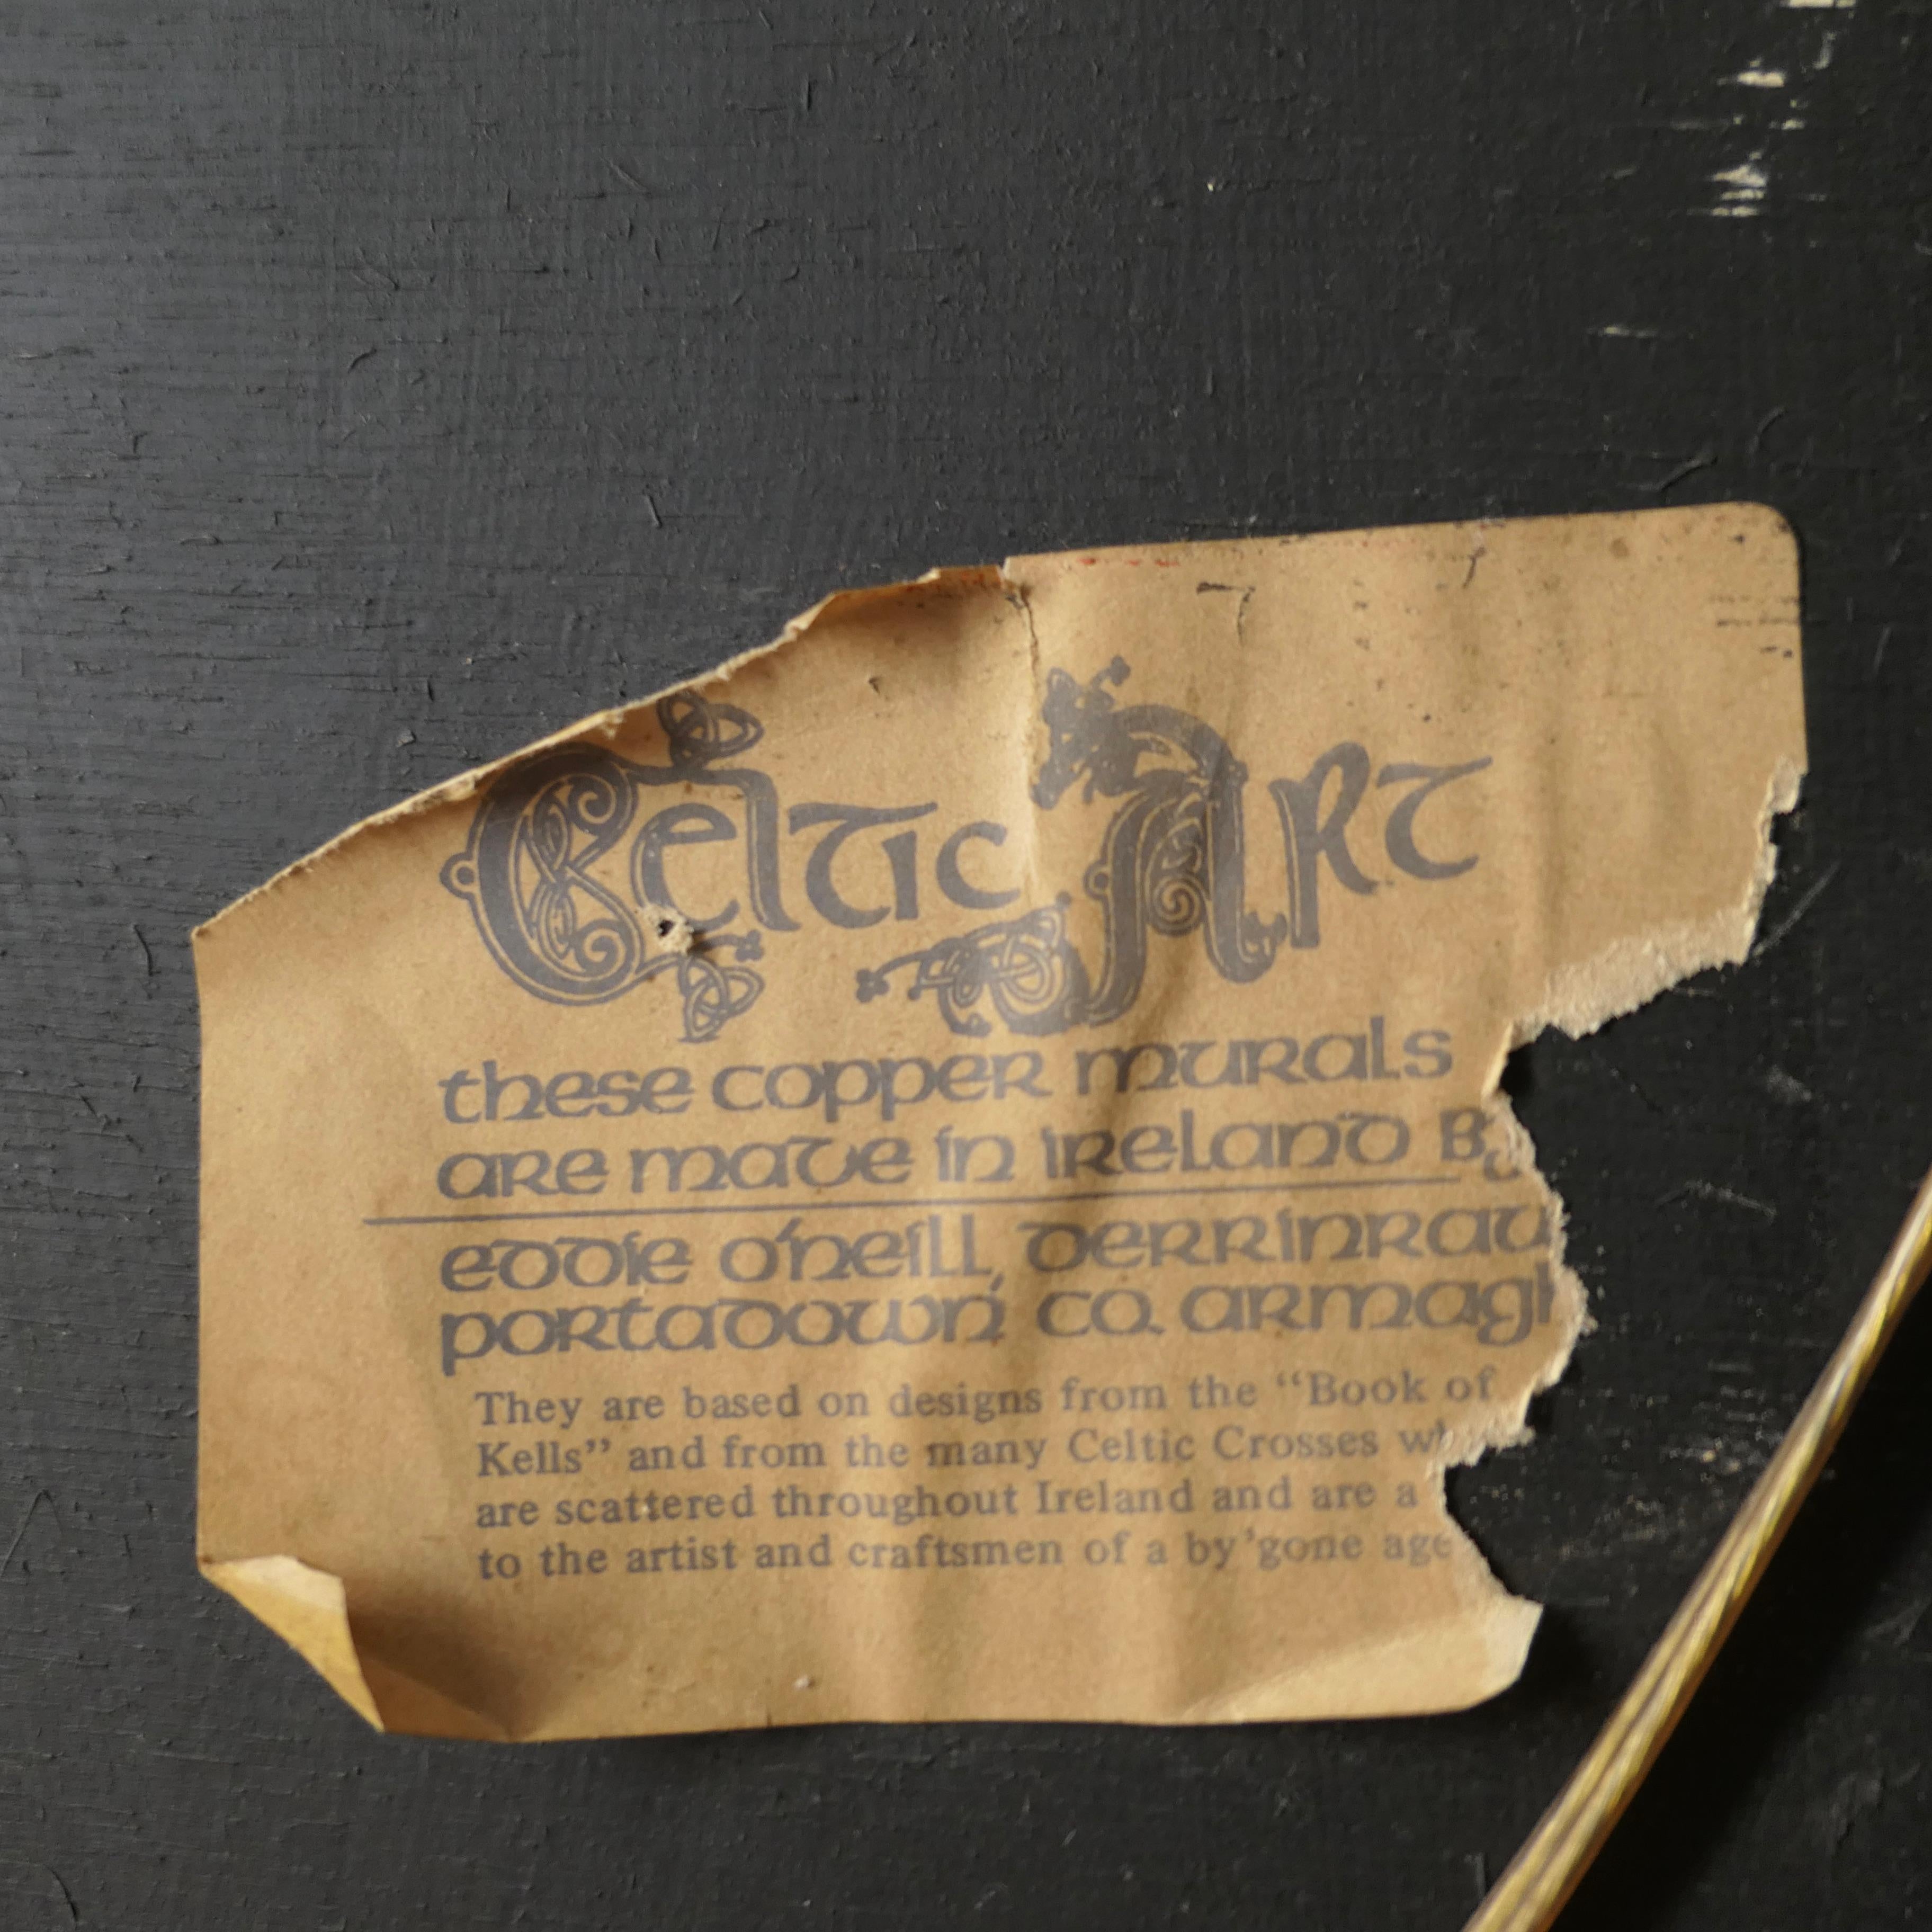 Celtic Art
these copper murals
are made in ireland By
eddie o'neill, derrinraw
portadown, co. armagh
They are based on designs from the "Book of
Kells" and from the many Celtic Crosses
are scattered throughout Ireland and are a
to the artist and craftsmen of a by'gone age